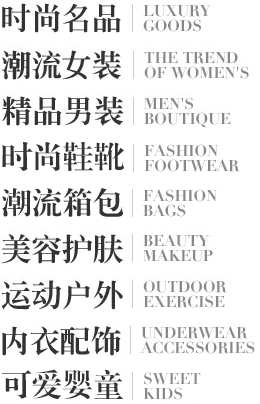 时尚名品
LUXURY
GOODS
潮流女装
THE TREND
OF WOMEN'S
精品男装
MEN'S
BOUTIQUE
时尚鞋靴
FASHION
FOOTWEAR
潮流箱包
FASHION
BAGS
美容护肤
BEAUTY
MAKEUP
运动户外
OUTDOOR
EXERCISE
内衣配饰
UNDERWEAR
ACCESSORIES
可爱婴童
SWEET
KIDS